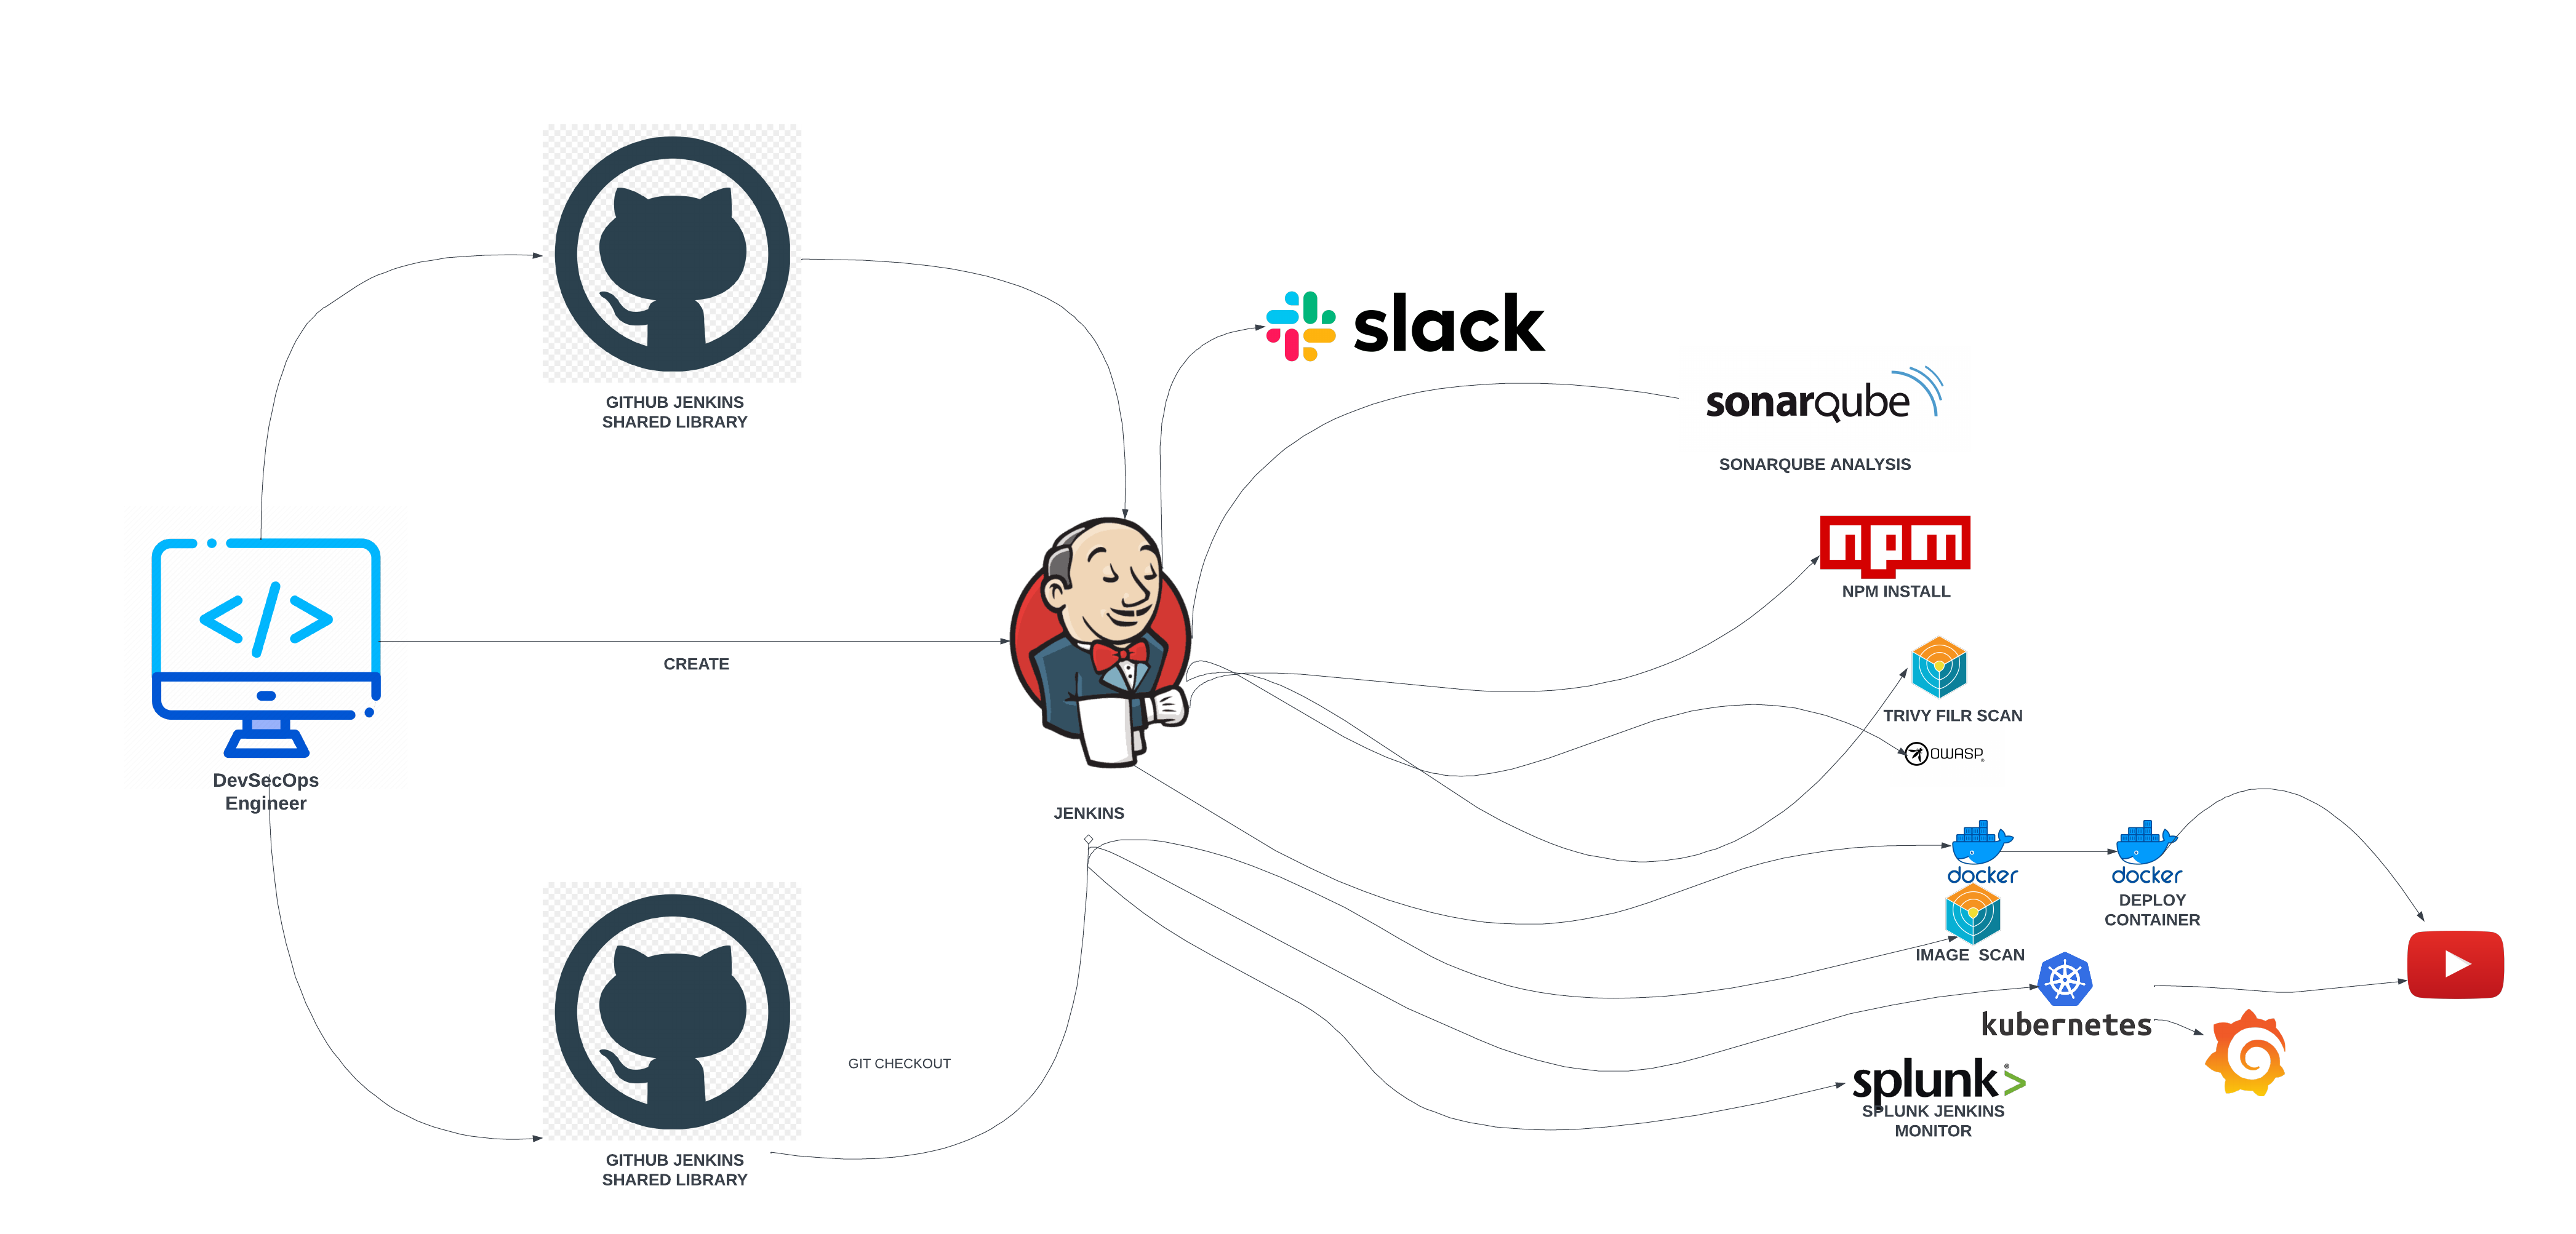 GITHUB JENKINS
SHARED LIBRARY
slack
sonarqube
SONARQUBE ANALYSIS
npm
NPM INSTALL
CREATE
TRIVY FILR SCAN
OWASP
DevSecOps
Engineer
JENKINS
docker
docker
DEPLOY
CONTAINER
IMAGE  SCAN
kubernetes
GIT CHECKOUT
splunk>
SPLUNK JENKINS
MONITOR
GITHUB JENKINS
SHARED LIBRARY